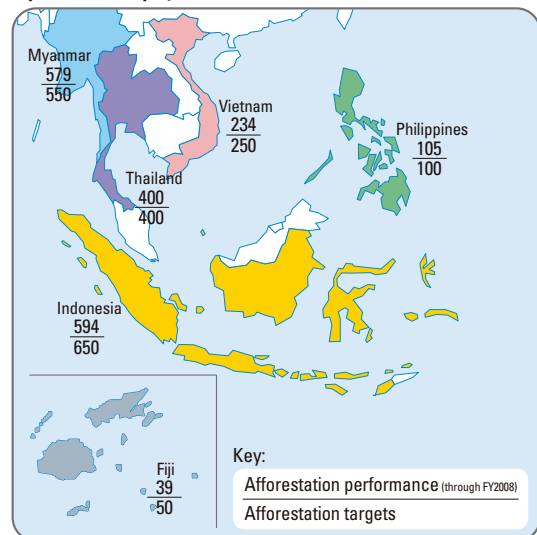 Myanmar
579
550
Vietnam
234
250
Philippines
105
100
Thailand
400
400
Indonesia
594
650
Fiji
39
50
Key:
Afforestation performance (through FY2008)
Afforestation targets